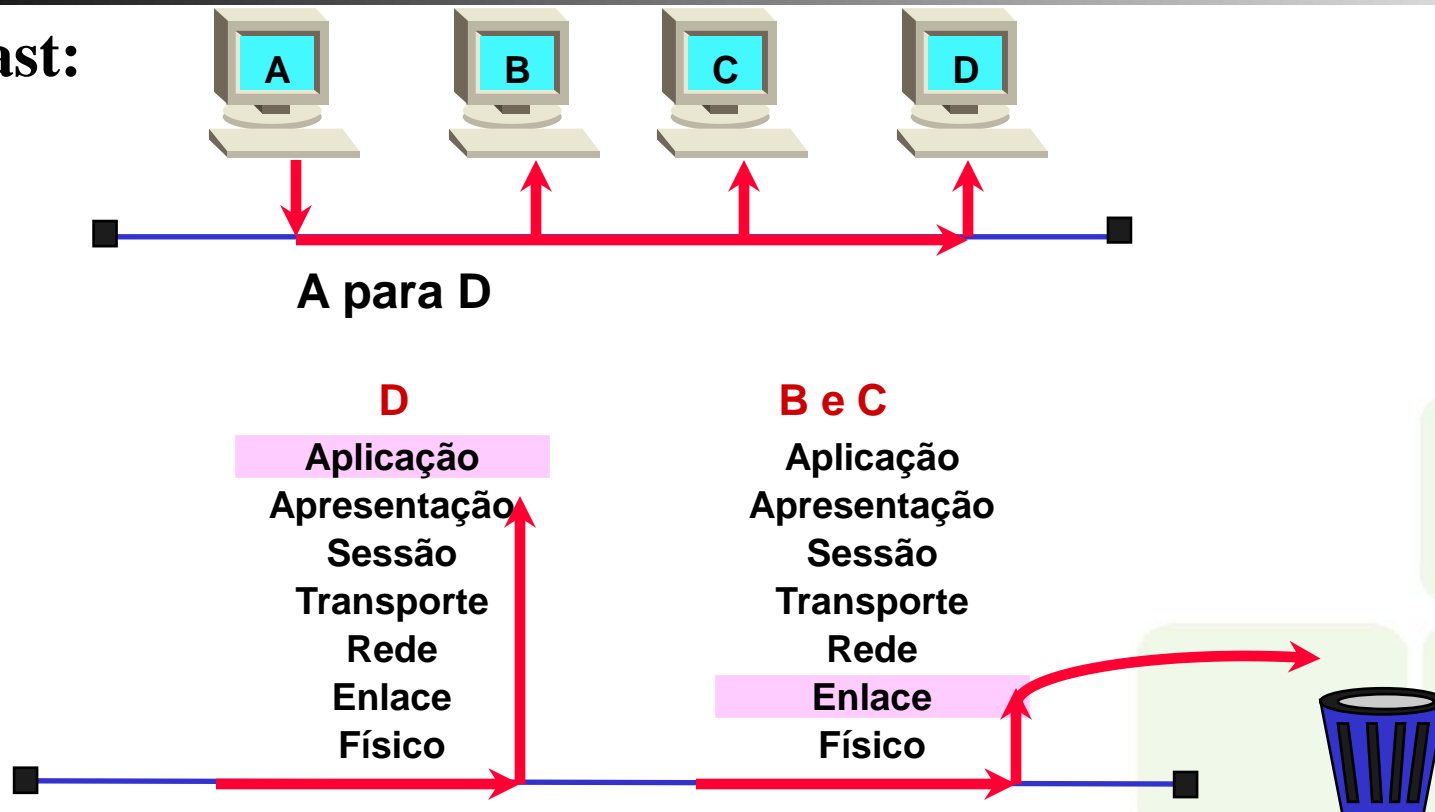 ast:
A B C D
A para D
D
Aplicação
Apresentação
Sessão
Transporte
Rede
Enlace
Físico
B e C
Aplicação
Apresentação
Sessão
Transporte
Rede
Enlace
Físico